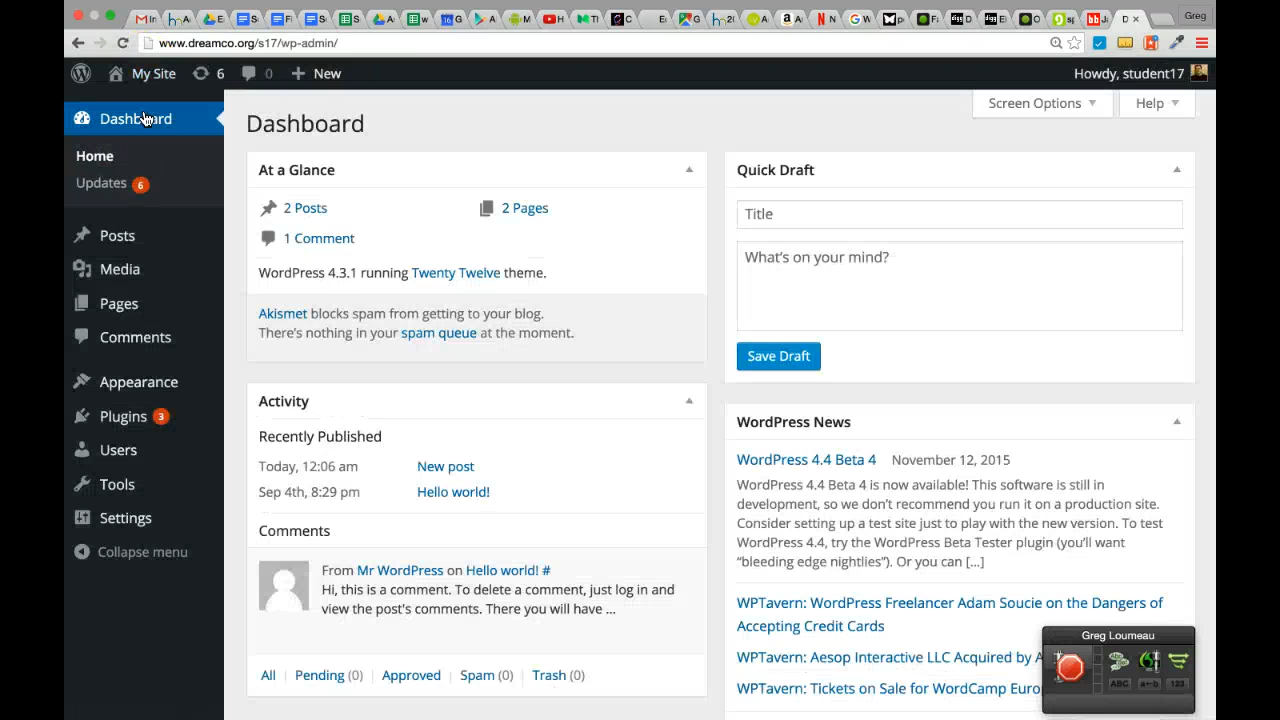 Greg
www.dreamco.org/s17/wp-admin/
My Site 6 0 New Howdy, student17
Screen Options Help
Dashboard
Home
Updates 6
Posts
Media
Pages
Comments
Appearance
Plugins 3
Users
Tools
Settings
Collapse menu
Dashboard
At a Glance
2 Posts 2 Pages
1 Comment
WordPress 4.3.1 running Twenty Twelve theme.
Akismet blocks spam from getting to your blog.
There's nothing in your spam queue at the moment.
Activity
Recently Published
Today, 12:06 am New post
Sep 4th, 8:29 pm Hello world!
Comments
From Mr WordPress on Hello world! #
Hi, this is a comment. To delete a comment, just log in and
view the post's comments. There you will have ...
All Pending (0) Approved Spam (0) Trash (0)
Quick Draft
Title
What's on your mind?
Save Draft
WordPress News
WordPress 4.4 Beta 4 November 12, 2015
WordPress 4.4 Beta 4 is now available! This software is still in
development, so we don't recommend you run it on a production site.
Consider setting up a test site just to play with the new version. To test
WordPress 4.4, try the WordPress Beta Tester plugin (you'll want
"bleeding edge nightlies"). Or you can [...]
WPTavern: WordPress Freelancer Adam Soucie on the Dangers of
Accepting Credit Cards
WPTavern: Aesop Interactive LLC Acquired by A
WPTavern: Tickets on Sale for WordCamp Euro
Greg Loumeau
ABC a↔b 123